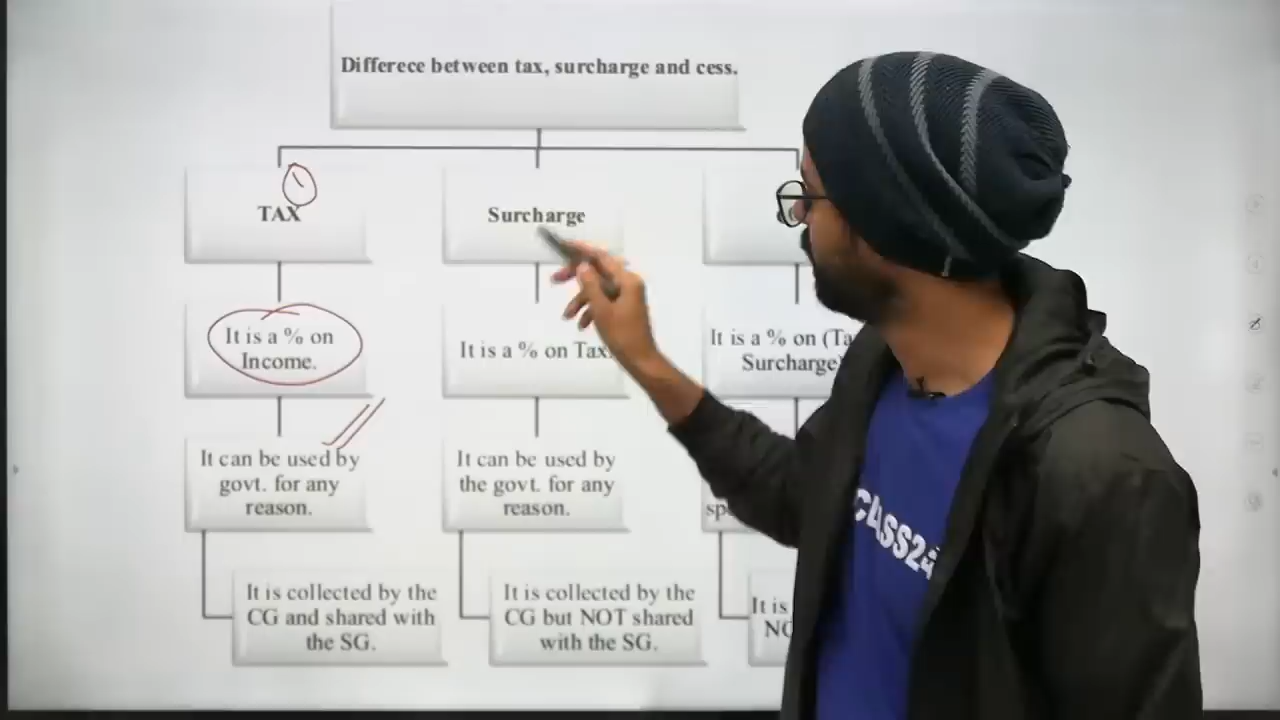 Differece between tax, surcharge and cess.
TAX
Surcharge
It is a % on
Income.
It is a % on Tax.
It is a % on (Ta
Surcharge)
It can be used by
govt. for any
reason.
It can be used by
the govt. for any
reason.
sp
It is collected by the
CG and shared with
the SG.
It is collected by the
CG but NOT shared
with the SG.
It is
NO
CLASS24